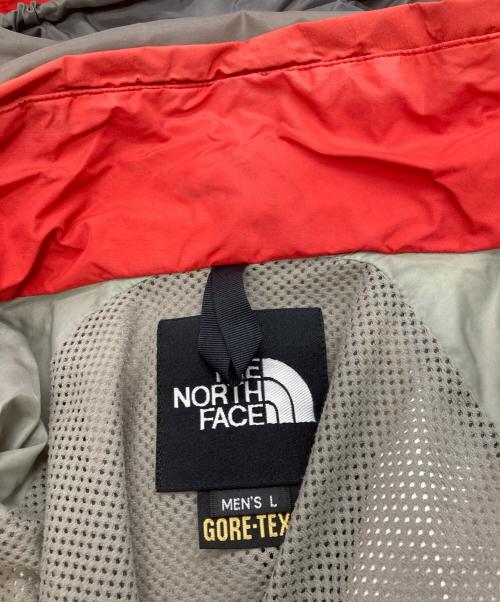 THE
NORTH
FACE
MEN'S L
GORE-TEX